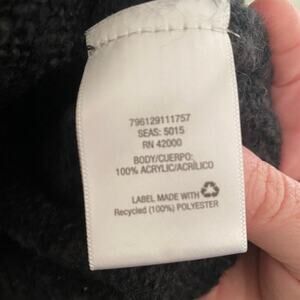 796129111757
SEAS: 5015
RN 42000
BODY/CUERPO:
100% ACRYLIC/ACRÍLICO
LABEL MADE WITH
Recycled (100%) POLYESTER